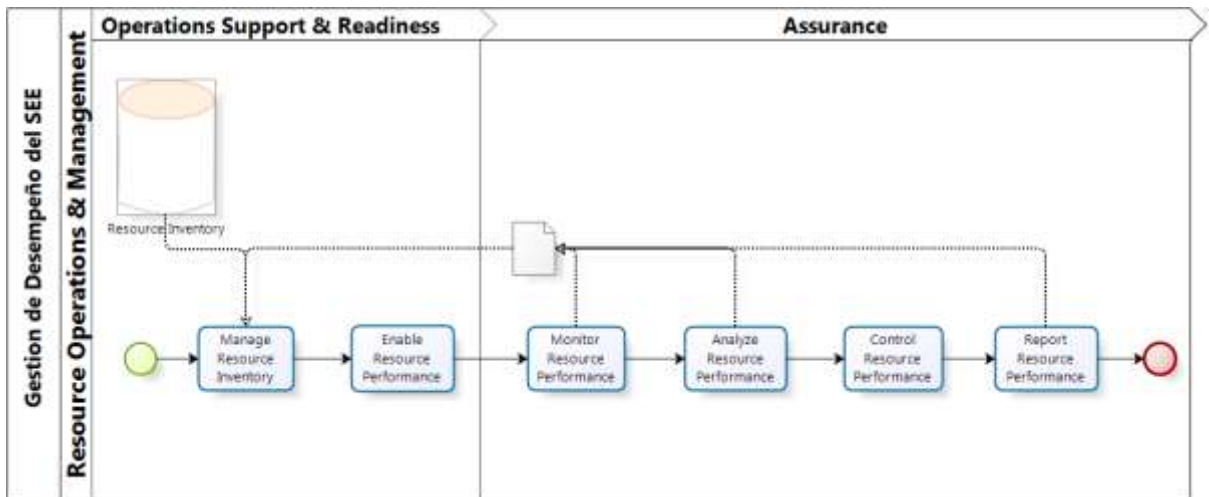 Gestion de Desempeño del SEE
Resource Operations & Management
Operations Support & Readiness
Assurance
Resource Inventory
Manage
Resource
Inventory
Enable
Resource
Performance
Monitor
Resource
Performance
Analyze
Resource
Performance
Control
Resource
Performance
Report
Resource
Performance